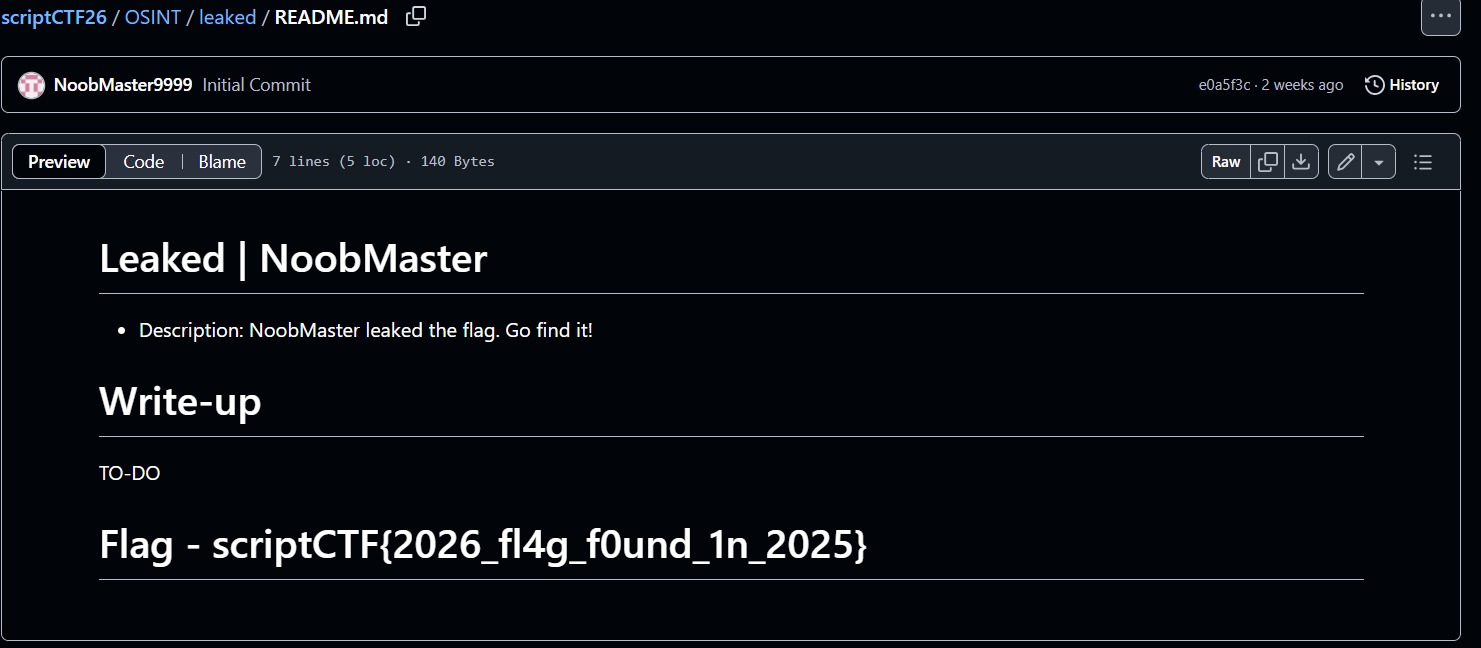 scriptCTF26 / OSINT / leaked / README.md
NoobMaster9999 Initial Commit e0a5f3c · 2 weeks ago History
Preview Code Blame 7 lines (5 loc) · 140 Bytes Raw
Leaked | NoobMaster
• Description: NoobMaster leaked the flag. Go find it!
Write-up
TO-DO
Flag - scriptCTF{2026_fl4g_f0und_1n_2025}